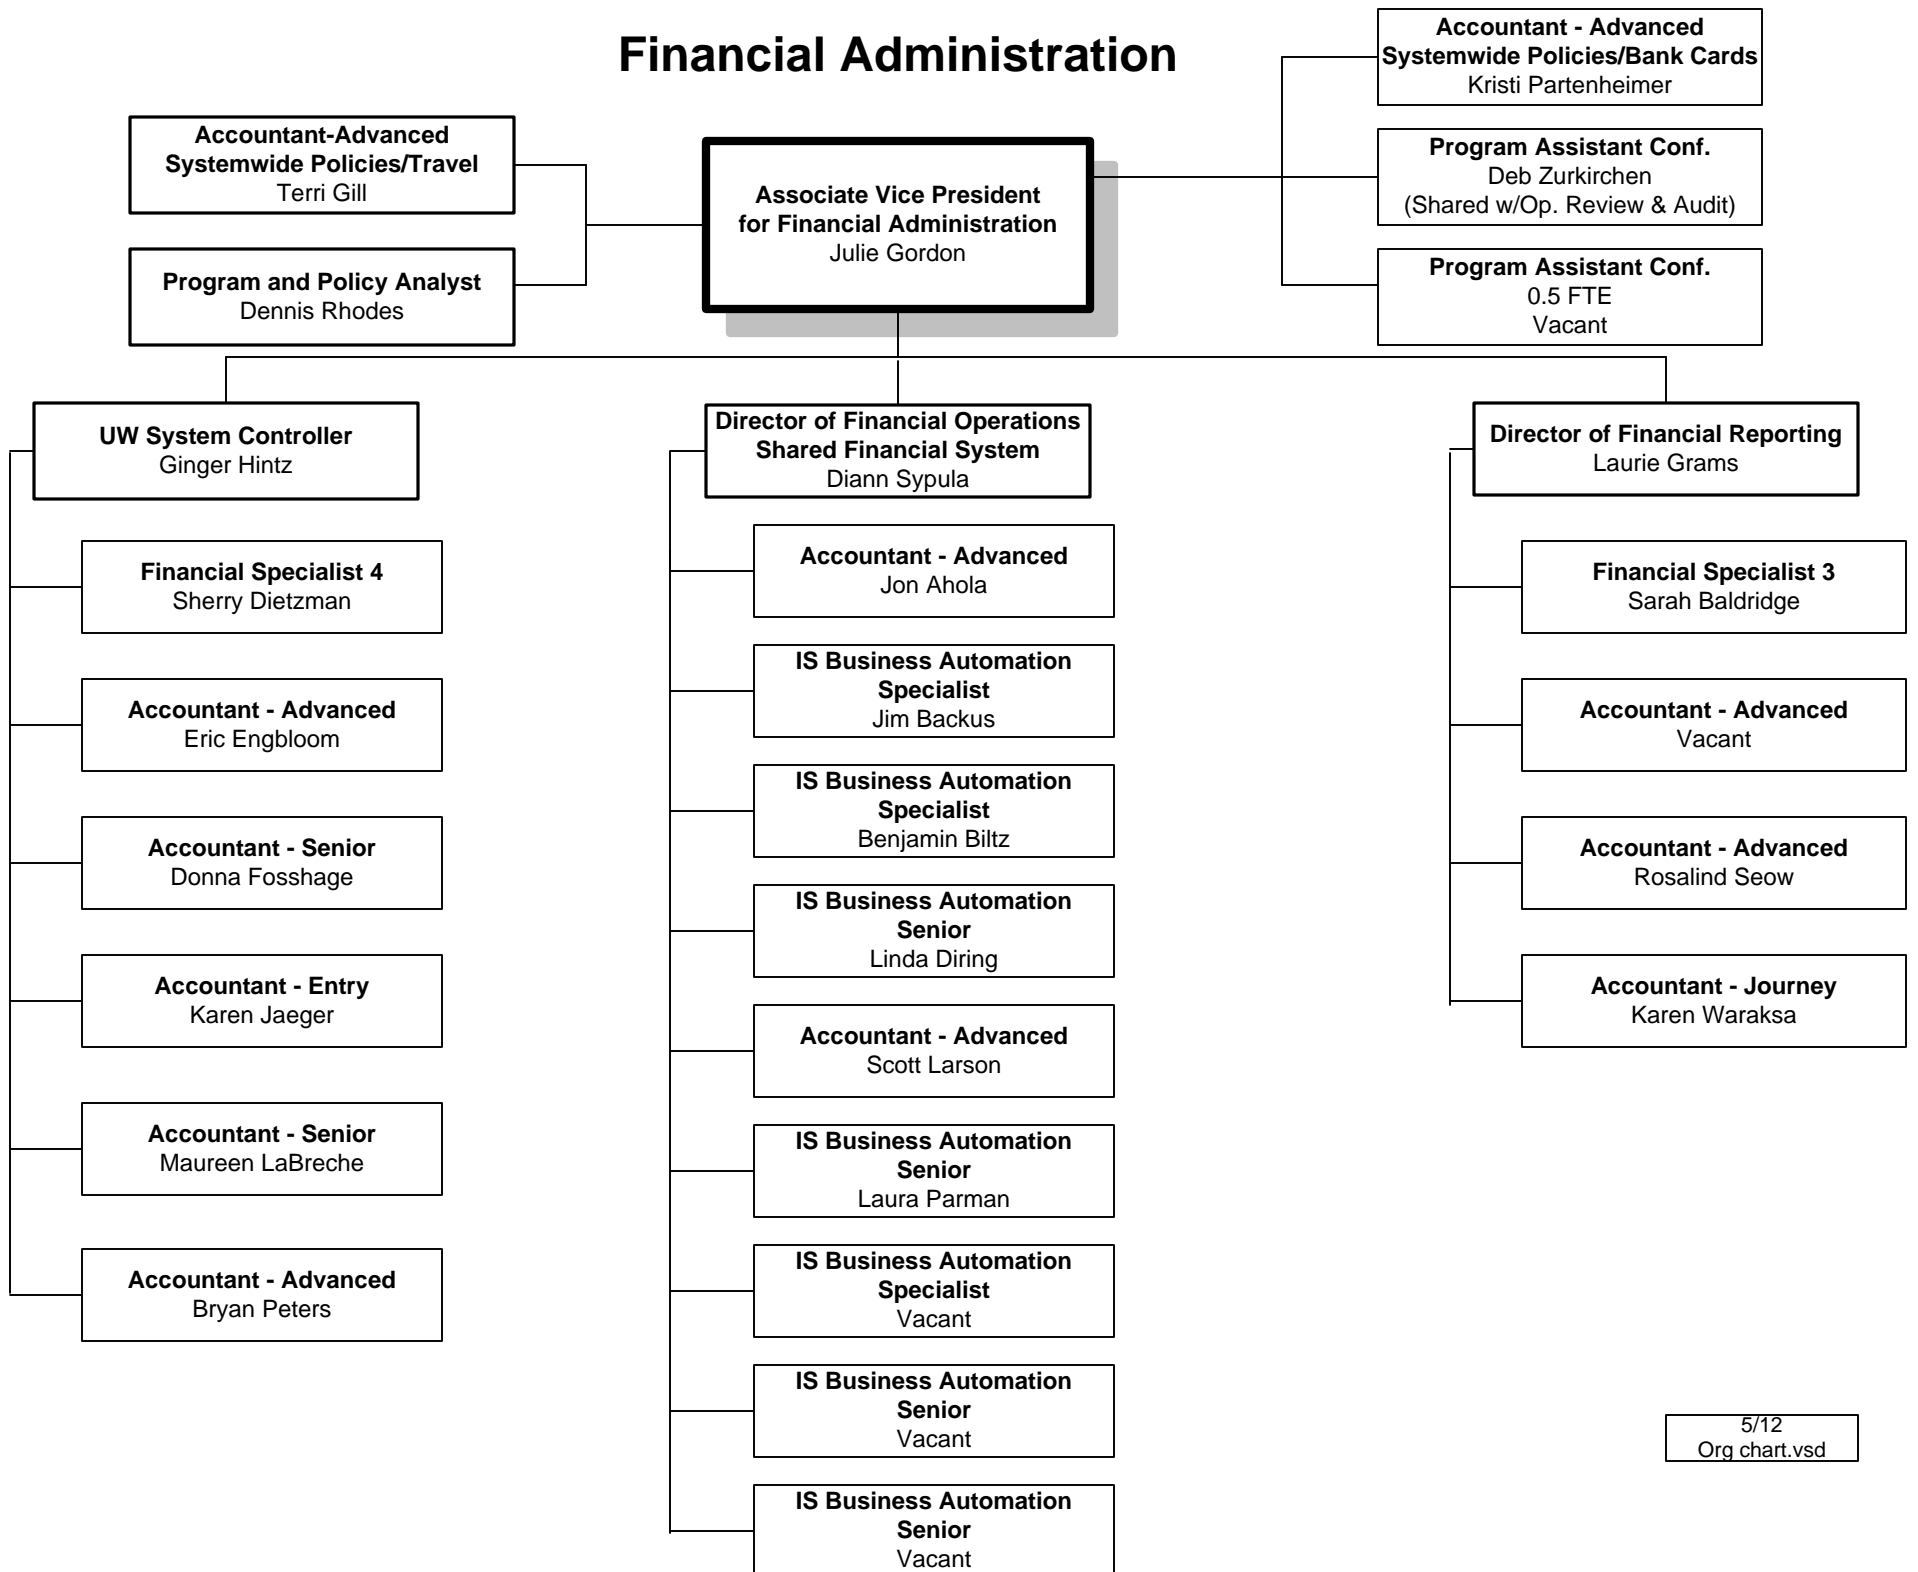 Financial Administration
Accountant - Advanced
Systemwide Policies/Bank Cards
Kristi Partenheimer
Accountant-Advanced
Systemwide Policies/Travel
Terri Gill
Associate Vice President
for Financial Administration
Julie Gordon
Program Assistant Conf.
Deb Zurkirchen
(Shared w/Op. Review & Audit)
Program and Policy Analyst
Dennis Rhodes
Program Assistant Conf.
0.5 FTE
Vacant
UW System Controller
Ginger Hintz
Financial Specialist 4
Sherry Dietzman
Accountant - Advanced
Eric Engbloom
Accountant - Senior
Donna Fosshage
Accountant - Entry
Karen Jaeger
Accountant - Senior
Maureen LaBreche
Accountant - Advanced
Bryan Peters
Director of Financial Operations
Shared Financial System
Diann Sypula
Accountant - Advanced
Jon Ahola
IS Business Automation
Specialist
Jim Backus
IS Business Automation
Specialist
Benjamin Biltz
IS Business Automation
Senior
Linda Diring
Accountant - Advanced
Scott Larson
IS Business Automation
Senior
Laura Parman
IS Business Automation
Specialist
Vacant
IS Business Automation
Senior
Vacant
IS Business Automation
Senior
Vacant
Director of Financial Reporting
Laurie Grams
Financial Specialist 3
Sarah Baldridge
Accountant - Advanced
Vacant
Accountant - Advanced
Rosalind Seow
Accountant - Journey
Karen Waraksa
5/12
Org chart.vsd